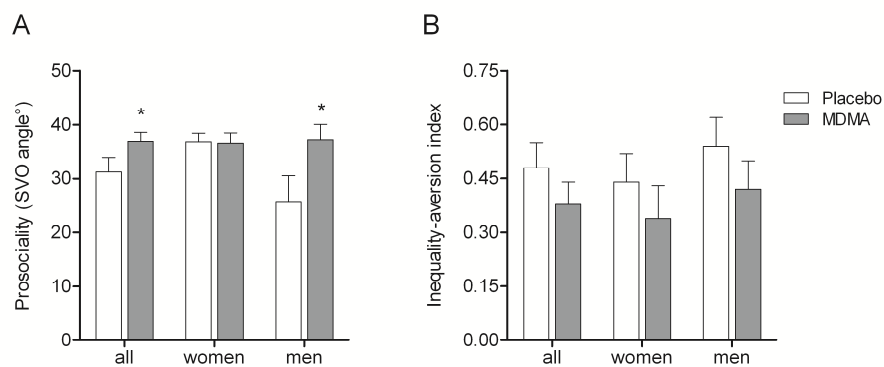 A
Prosociality (SVO angle°)
50
40
30
20
10
0
*
*
all women men
B
Inequality-aversion index
0.75
0.60
0.45
0.30
0.15
0.00
all women men
Placebo
MDMA